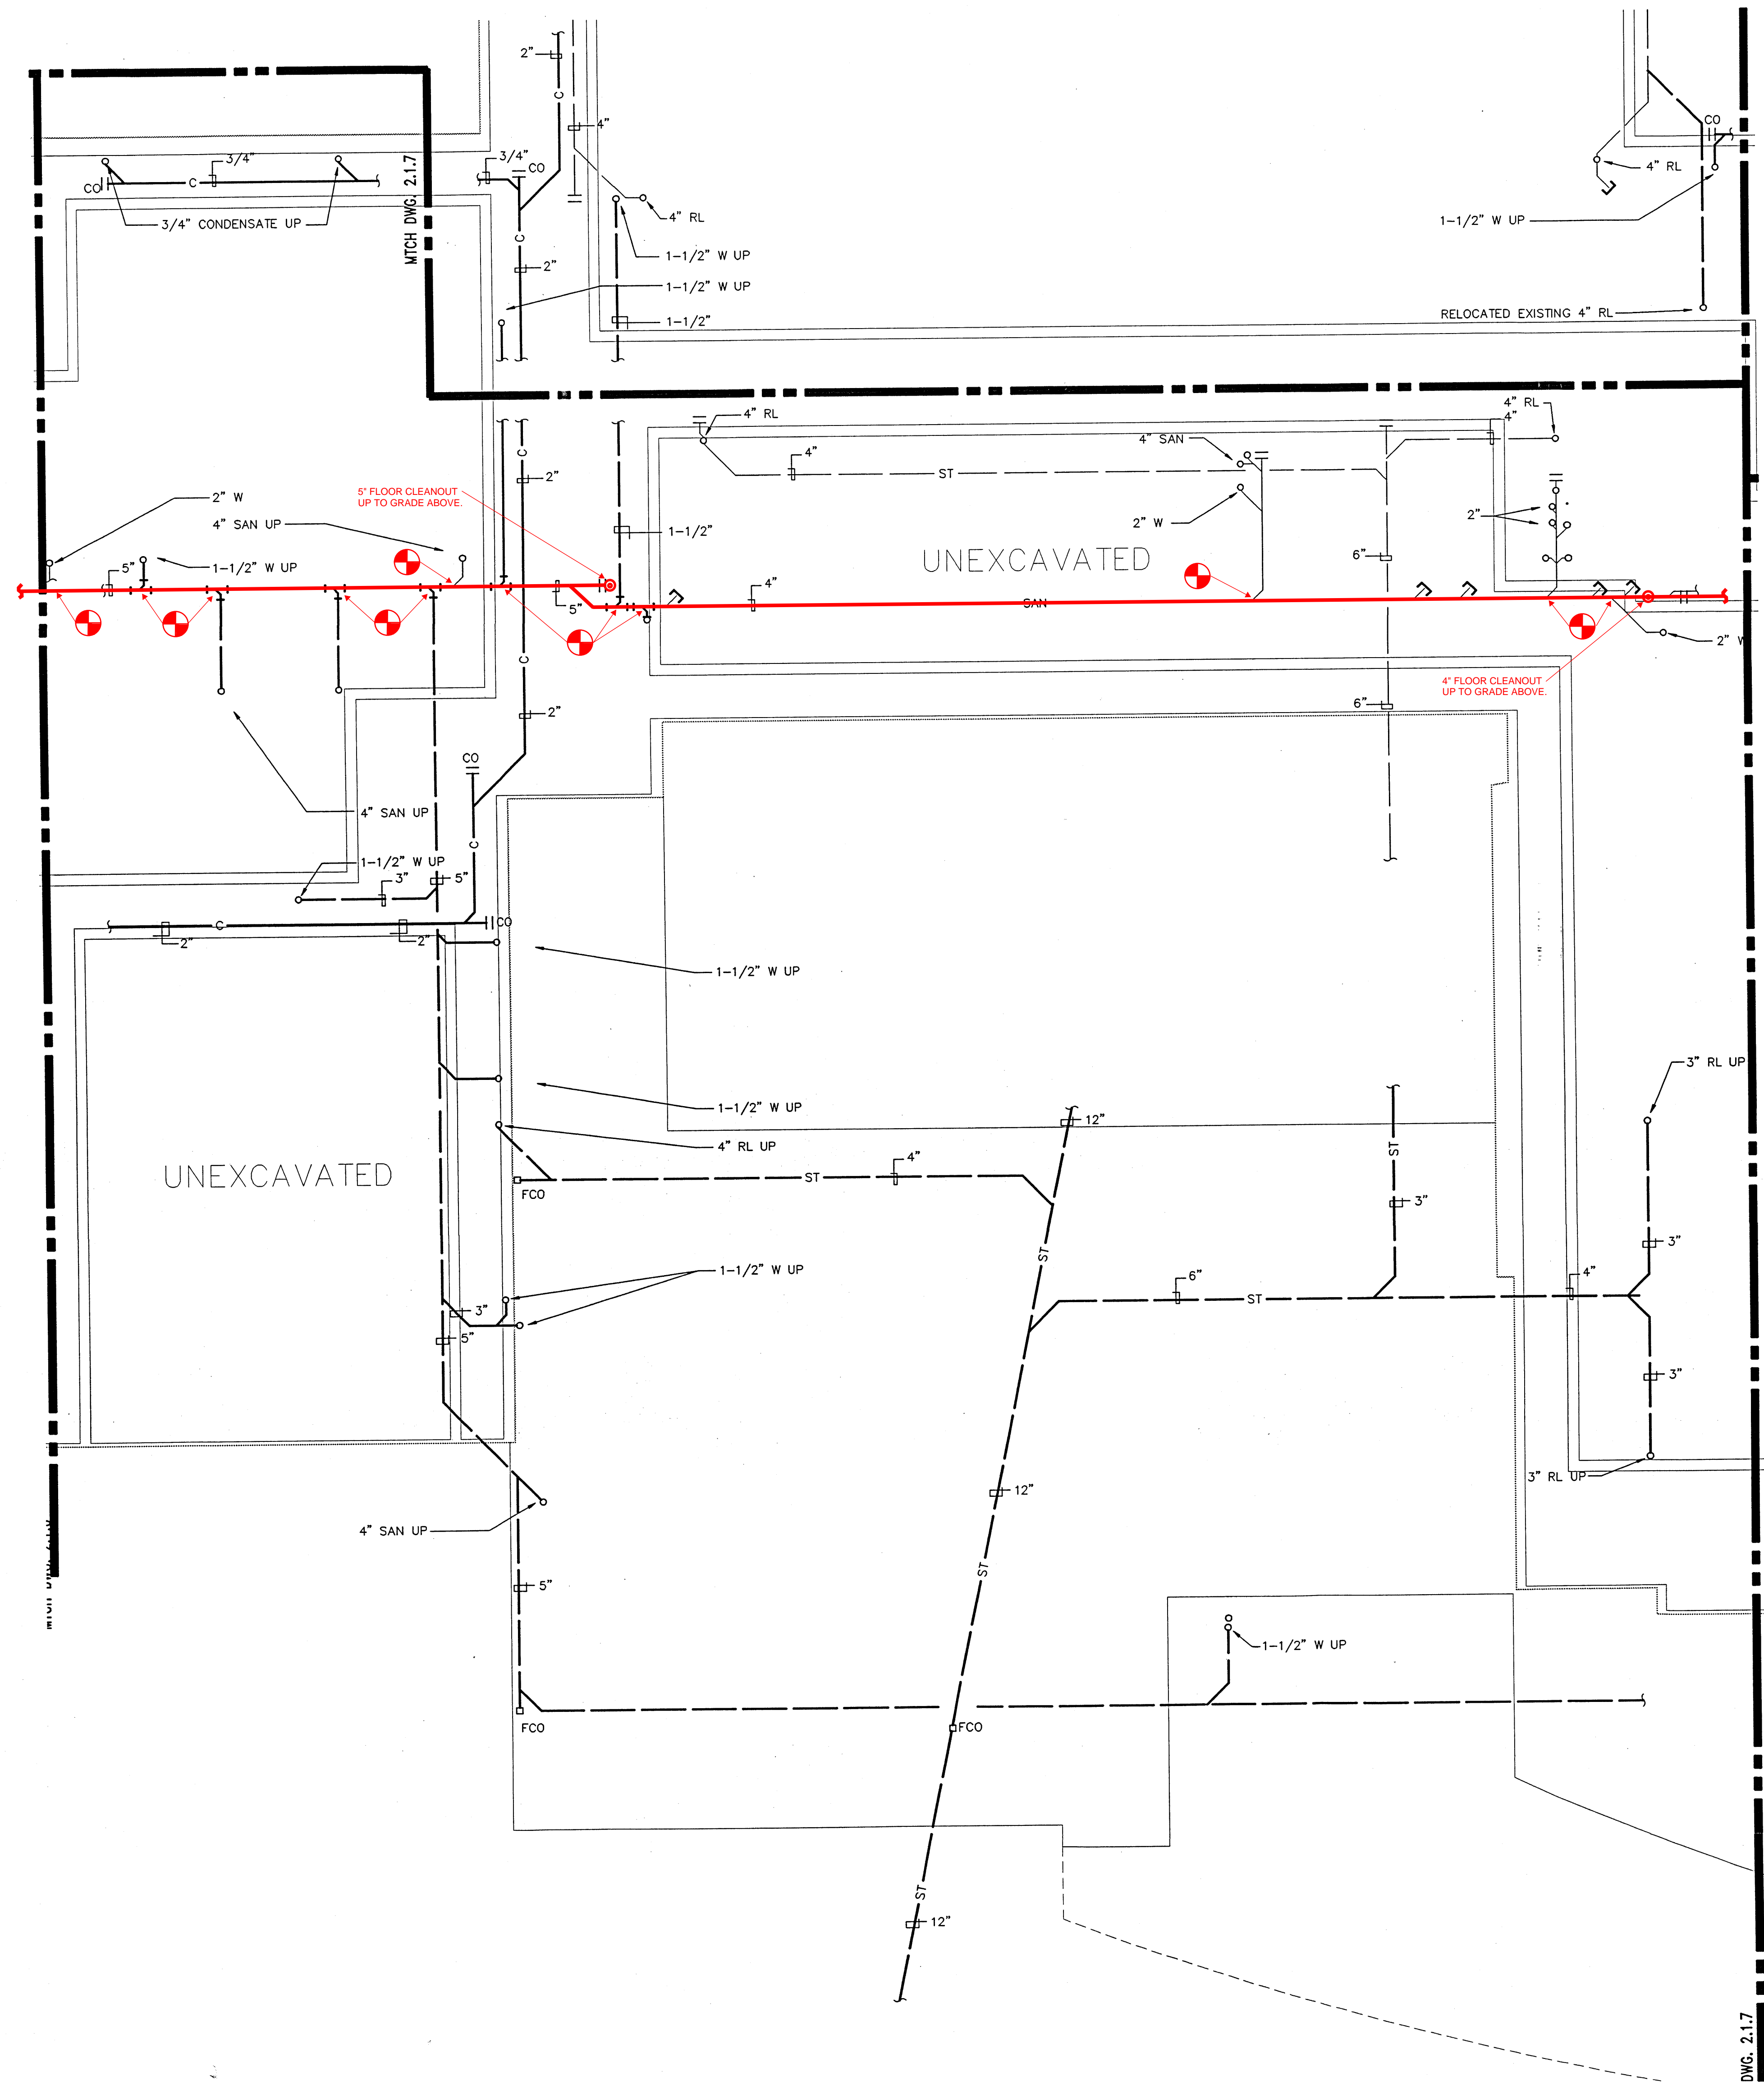 2"
C
4"
CO
3/4"
C
CO
3/4"
CO
MTCH DWG. 2.1.7
4" RL
3/4" CONDENSATE UP
4" RL
1-1/2" W UP
C
1-1/2" W UP
2"
1-1/2" W UP
1-1/2"
RELOCATED EXISTING 4" RL
4" RL
4" RL
4"
4" SAN
C
4"
ST
2"
2" W
5" FLOOR CLEANOUT
UP TO GRADE ABOVE.
4" SAN UP
1-1/2"
2" W
2"
UNEXCAVATED
6"
5"
1-1/2" W UP
5"
4"
SAN
2" W
C
4" FLOOR CLEANOUT
UP TO GRADE ABOVE.
6"
2"
CO
4" SAN UP
C
1-1/2" W UP
3"
5"
C
CO
2"
2"
1-1/2" W UP
3" RL UP
1-1/2" W UP
12"
4" RL UP
ST
UNEXCAVATED
4"
ST
FCO
3"
ST
3"
1-1/2" W UP
6"
4"
ST
3"
5"
3"
3" RL UP
12"
4" SAN UP
ST
5"
1-1/2" W UP
FCO
FCO
ST
12"
DWG. 2.1.7